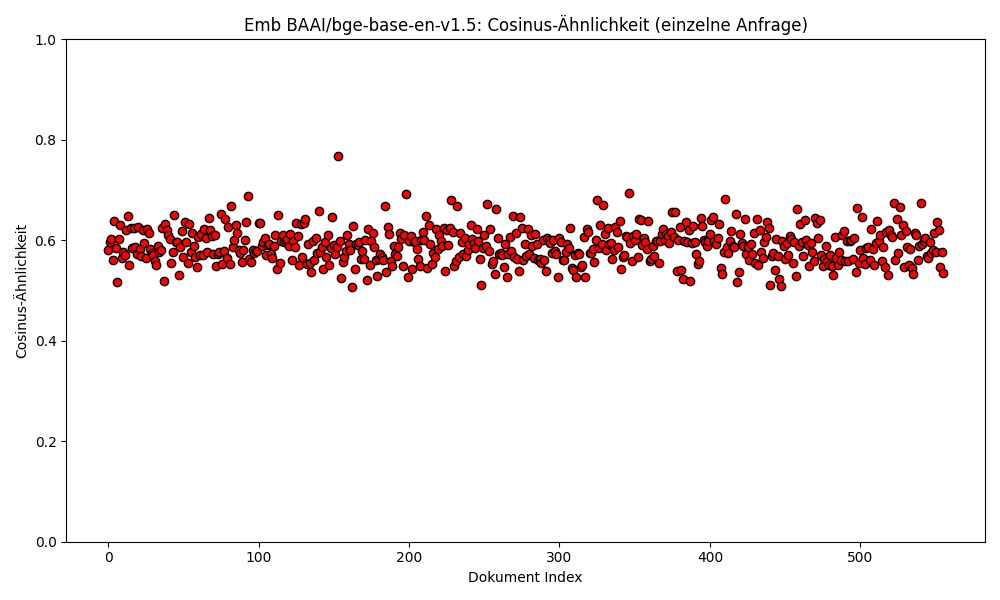 Emb BAAI/bge-base-en-v1.5: Cosinus-Ähnlichkeit (einzelne Anfrage)
1.0
0.8
0.6
0.4
0.2
0.0
Cosinus-Ähnlichkeit
0 100 200 300 400 500
Dokument Index